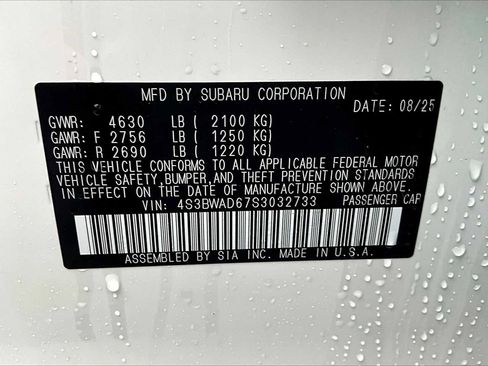 MFD BY SUBARU CORPORATION
DATE: 08/25
GVWR: 4630 LB ( 2100 KG)
GAWR: F 2756 LB ( 1250 KG)
GAWR: R 2690 LB ( 1220 KG)
THIS VEHICLE CONFORMS TO ALL APPLICABLE FEDERAL MOTOR
VEHICLE SAFETY, BUMPER, AND THEFT PREVENTION STANDARDS
IN EFFECT ON THE DATE OF MANUFACTURE SHOWN ABOVE.
VIN: 4S3BWAD67S3032733 PASSENGER CAR
ASSEMBLED BY SIA INC. MADE IN U.S.A.